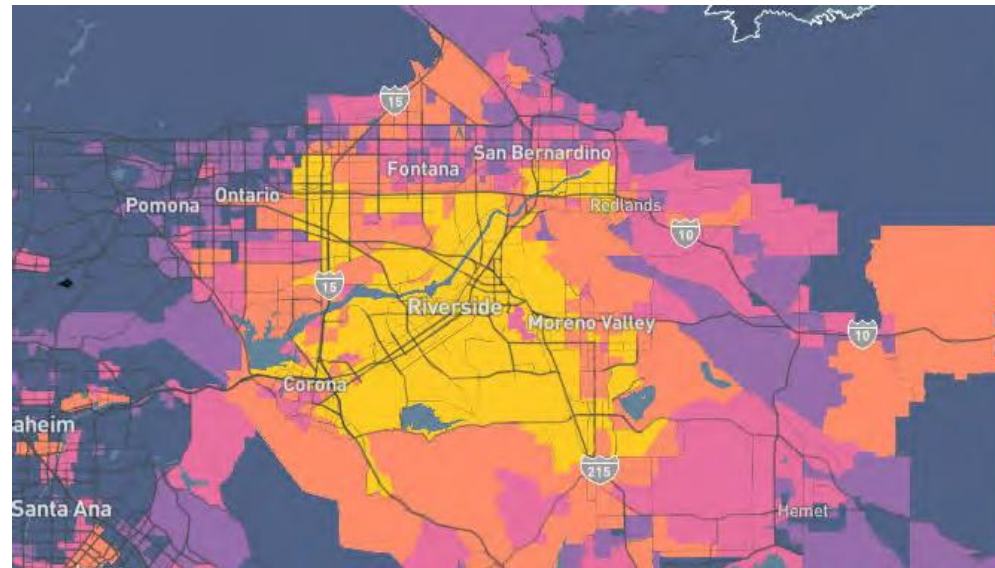 15
San Bernardino
Fontana
Ontario
Pomona
Redlands
10
15
Riverside
Moreno Valley
10
Corona
aheim
215
Santa Ana
Hemet